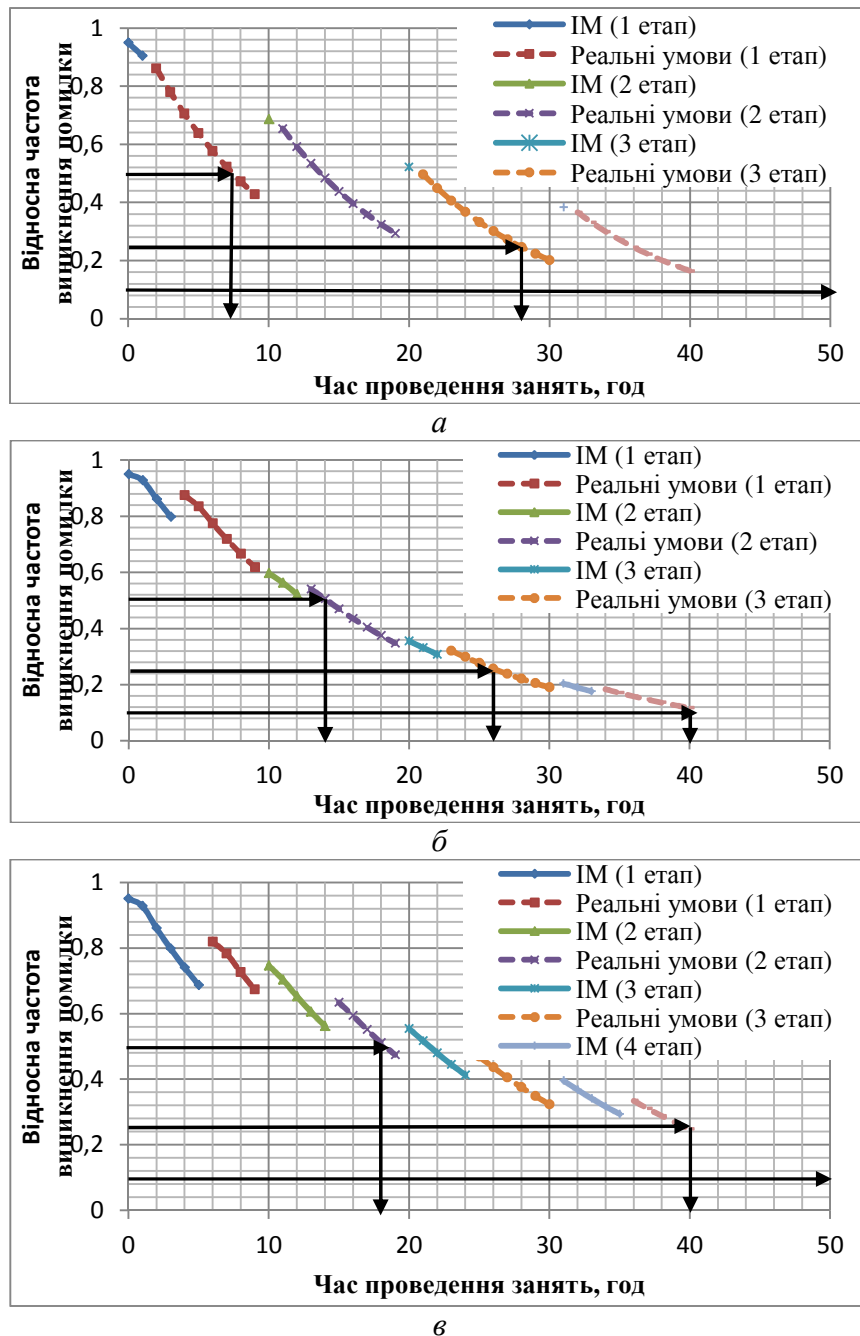 1
0,8
0,6
0,4
0,2
0
0
10
20
30
40
50
Відносна частота
виникнення помилки
Час проведення занять, год
ІМ (1 етап)
Реальні умови (1 етап)
ІМ (2 етап)
Реальні умови (2 етап)
ІМ (3 етап)
Реальні умови (3 етап)
а
1
0,8
0,6
0,4
0,2
0
0
10
20
30
40
50
Відносна частота
виникнення помилки
Час проведення занять, год
ІМ (1 етап)
Реальні умови (1 етап)
ІМ (2 етап)
Реальыі умови (2 етап)
ІМ (3 етап)
Реальні умови (3 етап)
б
1
0,8
0,6
0,4
0,2
0
0
10
20
30
40
50
Відносна частота
виникнення помилки
Час проведення занять, год
ІМ (1 етап)
Реальні умови (1 етап)
ІМ (2 етап)
Реальні умови (2 етап)
ІМ (3 етап)
Реальні умови (3 етап)
ІМ (4 етап)
в